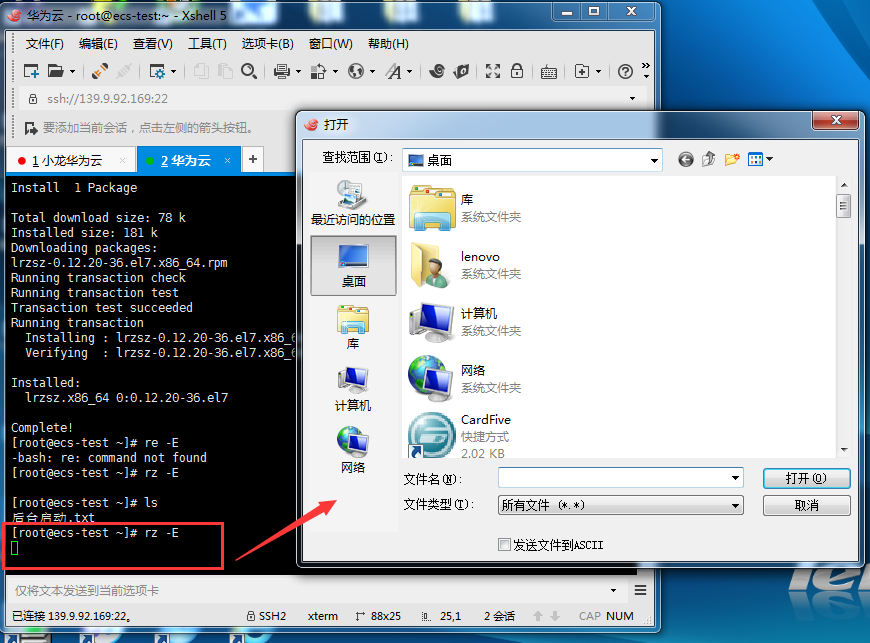 华为云 - root@ecs-test:~ - Xshell 5
文件(F) 编辑(E) 查看(V) 工具(T) 选项卡(B) 窗口(W) 帮助(H)
ssh://139.9.92.169:22
要添加当前会话，点击左侧的箭头按钮。
1 小龙华为云 × 2 华为云 × +
Install 1 Package
Total download size: 78 k
Installed size: 181 k
Downloading packages:
lrzsz-0.12.20-36.el7.x86_64.rpm
Running transaction check
Running transaction test
Transaction test succeeded
Running transaction
Installing : lrzsz-0.12.20-36.el7.x86_6
Verifying : lrzsz-0.12.20-36.el7.x86_6
Installed:
lrzsz.x86_64 0:0.12.20-36.el7
Complete!
[root@ecs-test ~]# re -E
-bash: re: command not found
[root@ecs-test ~]# rz -E
[root@ecs-test ~]# ls
后台启动.txt
[root@ecs-test ~]# rz -E
仅将文本发送到当前选项卡
已连接 139.9.92.169:22。 SSH2 xterm 88x25 25,1 2 会话 CAP NUM
打开
查找范围(I): 桌面
最近访问的位置
桌面
库
计算机
网络
库
系统文件夹
lenovo
系统文件夹
计算机
系统文件夹
网络
系统文件夹
CardFive
快捷方式
2.02 KB
文件名(N): 打开(O)
文件类型(T): 所有文件 (*.*) 取消
发送文件到ASCII